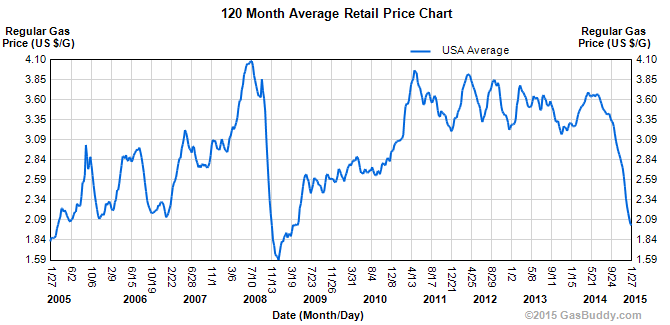 120 Month Average Retail Price Chart
Regular Gas
Price (US $/G)
Regular Gas
Price (US $/G)
USA Average
4.10 4.10
3.85 3.85
3.60 3.60
3.35 3.35
3.09 3.09
2.84 2.84
2.59 2.59
2.34 2.34
2.09 2.09
1.84 1.84
1.59 1.59
1/27 6/2 10/6 2/9 6/15 10/19 2/22 6/28 11/1 3/6 7/10 11/13 3/19 7/23 11/26 3/31 8/4 12/8 4/13 8/17 12/21 4/25 8/29 1/2 5/8 9/11 1/15 5/21 9/24 1/27
2005 2006 2007 2008 2009 2010 2011 2012 2013 2014 2015
Date (Month/Day)
©2015 GasBuddy.com